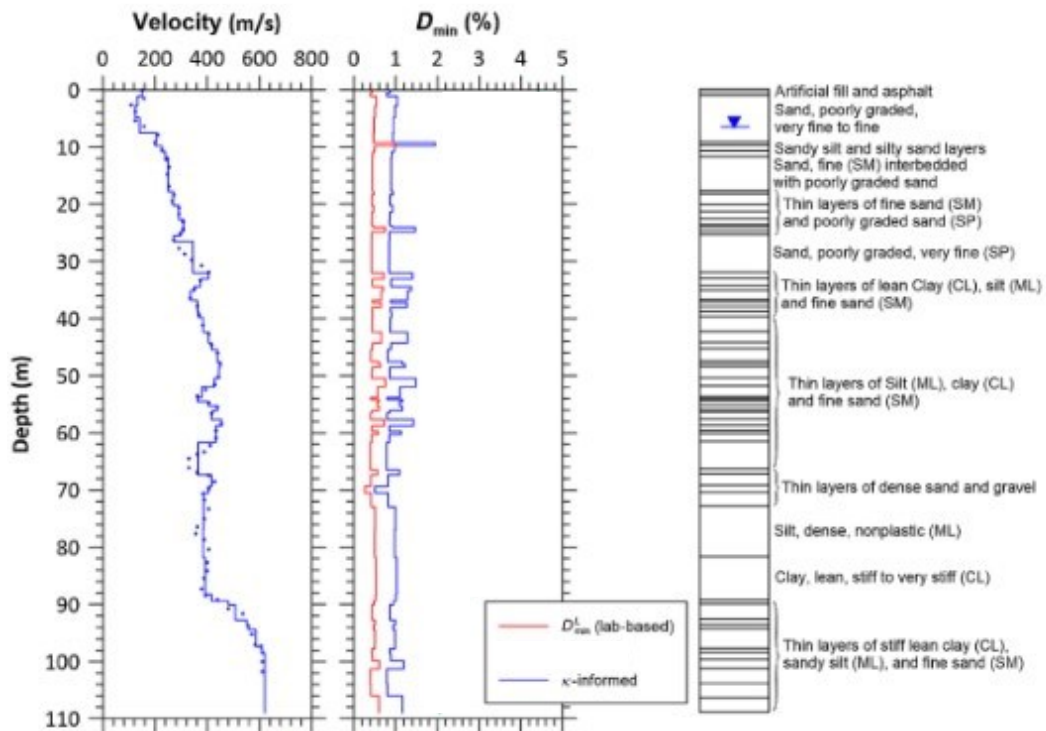 Velocity (m/s)
D_min (%)
0 200 400 600 800
0 1 2 3 4 5
Depth (m)
0
10
20
30
40
50
60
70
80
90
100
110
D^L_min (lab-based)
κ-informed
Artificial fill and asphalt
Sand, poorly graded,
very fine to fine
Sandy silt and silty sand layers
Sand, fine (SM) interbedded
with poorly graded sand
Thin layers of fine sand (SM)
and poorly graded sand (SP)
Sand, poorly graded, very fine (SP)
Thin layers of lean Clay (CL), silt (ML)
and fine sand (SM)
Thin layers of Silt (ML), clay (CL)
and fine sand (SM)
Thin layers of dense sand and gravel
Silt, dense, nonplastic (ML)
Clay, lean, stiff to very stiff (CL)
Thin layers of stiff lean clay (CL),
sandy silt (ML), and fine sand (SM)